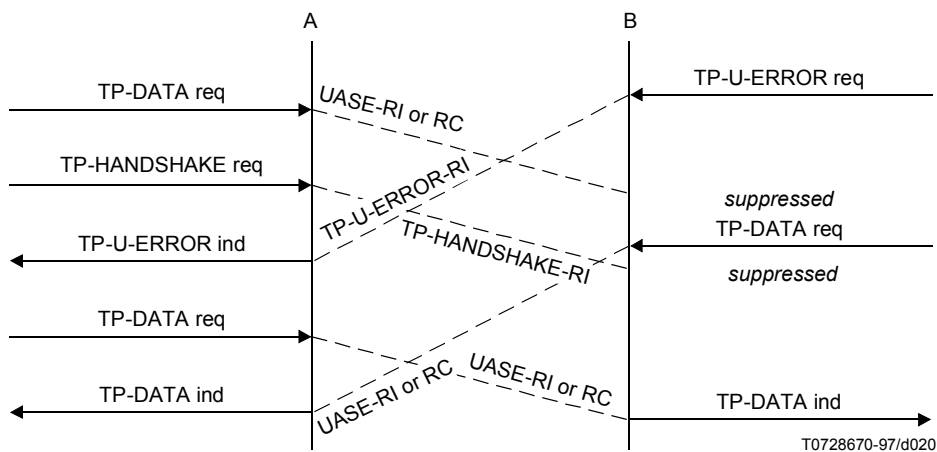 A B
TP-DATA req UASE-RI or RC TP-U-ERROR req
TP-HANDSHAKE req TP-U-ERROR-RI suppressed
TP-U-ERROR ind TP-HANDSHAKE-RI TP-DATA req
suppressed
TP-DATA req
TP-DATA ind UASE-RI or RC UASE-RI or RC TP-DATA ind
T0728670-97/d020